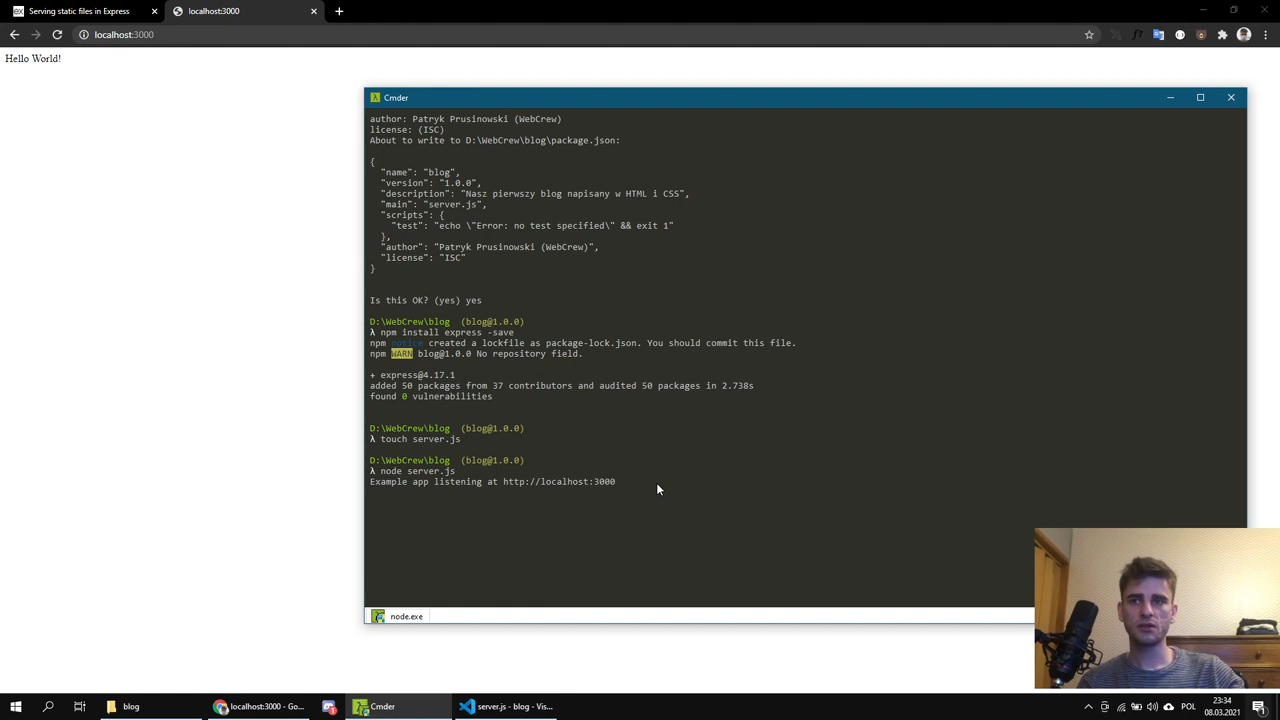 Serving static files in Express
localhost:3000
localhost:3000
Hello World!
Cmder
author: Patryk Prusinowski (WebCrew)
license: (ISC)
About to write to D:\WebCrew\blog\package.json:
{
"name": "blog",
"version": "1.0.0",
"description": "Nasz pierwszy blog napisany w HTML i CSS",
"main": "server.js",
"scripts": {
"test": "echo \"Error: no test specified\" && exit 1"
},
"author": "Patryk Prusinowski (WebCrew)",
"license": "ISC"
}
Is this OK? (yes) yes
D:\WebCrew\blog (blog@1.0.0)
λ npm install express -save
npm notice created a lockfile as package-lock.json. You should commit this file.
npm WARN blog@1.0.0 No repository field.
+ express@4.17.1
added 50 packages from 37 contributors and audited 50 packages in 2.738s
found 0 vulnerabilities
D:\WebCrew\blog (blog@1.0.0)
λ touch server.js
D:\WebCrew\blog (blog@1.0.0)
λ node server.js
Example app listening at http://localhost:3000
node.exe
blog
localhost:3000 - Go...
Cmder
server.js - blog - Vis...
POL
23:34
08.03.2021